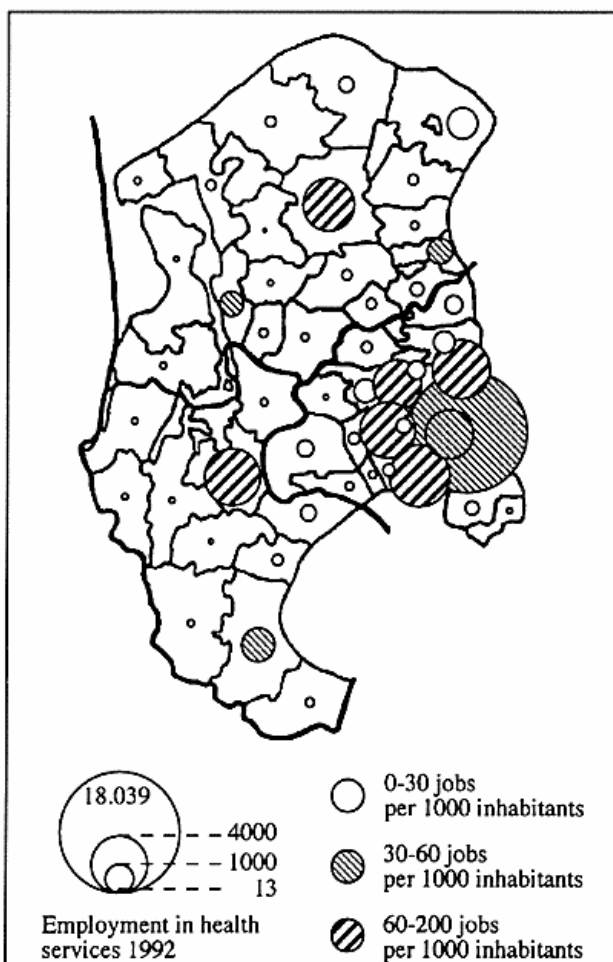 18.039
4000
1000
13
Employment in health
services 1992
0-30 jobs
per 1000 inhabitants
30-60 jobs
per 1000 inhabitants
60-200 jobs
per 1000 inhabitants